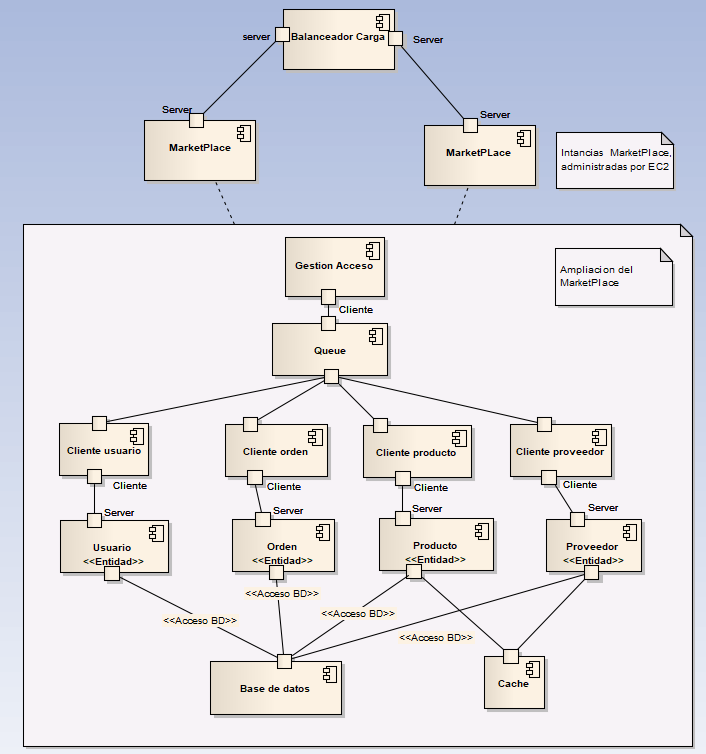 Balanceador Carga
server
Server
Server
Server
MarketPlace
MarketPLace
Intancias MarketPlace,
administradas por EC2
Gestion Acceso
Ampliacion del
MarketPlace
Cliente
Queue
Cliente usuario
Cliente orden
Cliente producto
Cliente proveedor
Cliente
Cliente
Cliente
Cliente
Server
Server
Server
Server
Usuario
<<Entidad>>
Orden
<<Entidad>>
Producto
<<Entidad>>
Proveedor
<<Entidad>>
<<Acceso BD>>
<<Acceso BD>>
<<Acceso BD>>
<<Acceso BD>>
Base de datos
Cache